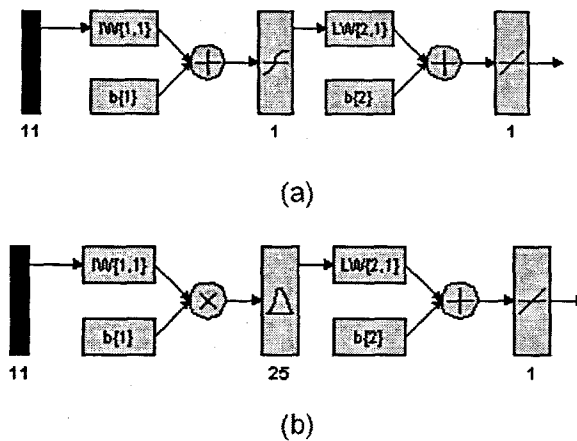 IW{1,1} LW{2,1}
b{1} b{2}
11 1 1
(a)
IW{1,1} LW{2,1}
b{1} b{2}
11 25 1
(b)